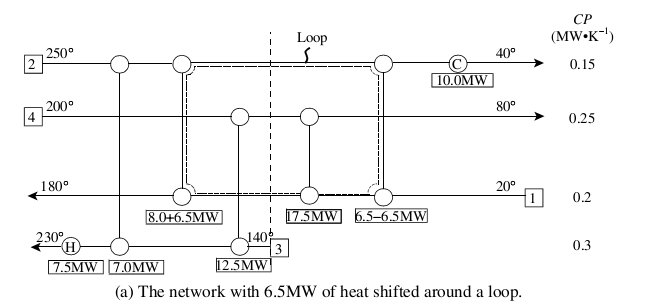 CP
(MW•K⁻¹)
Loop
2 250° 40° 0.15
C
10.0MW
4 200° 80° 0.25
180° 20° 1 0.2
8.0+6.5MW 17.5MW 6.5–6.5MW
230° H 140° 3 0.3
7.5MW 7.0MW 12.5MW
(a) The network with 6.5MW of heat shifted around a loop.